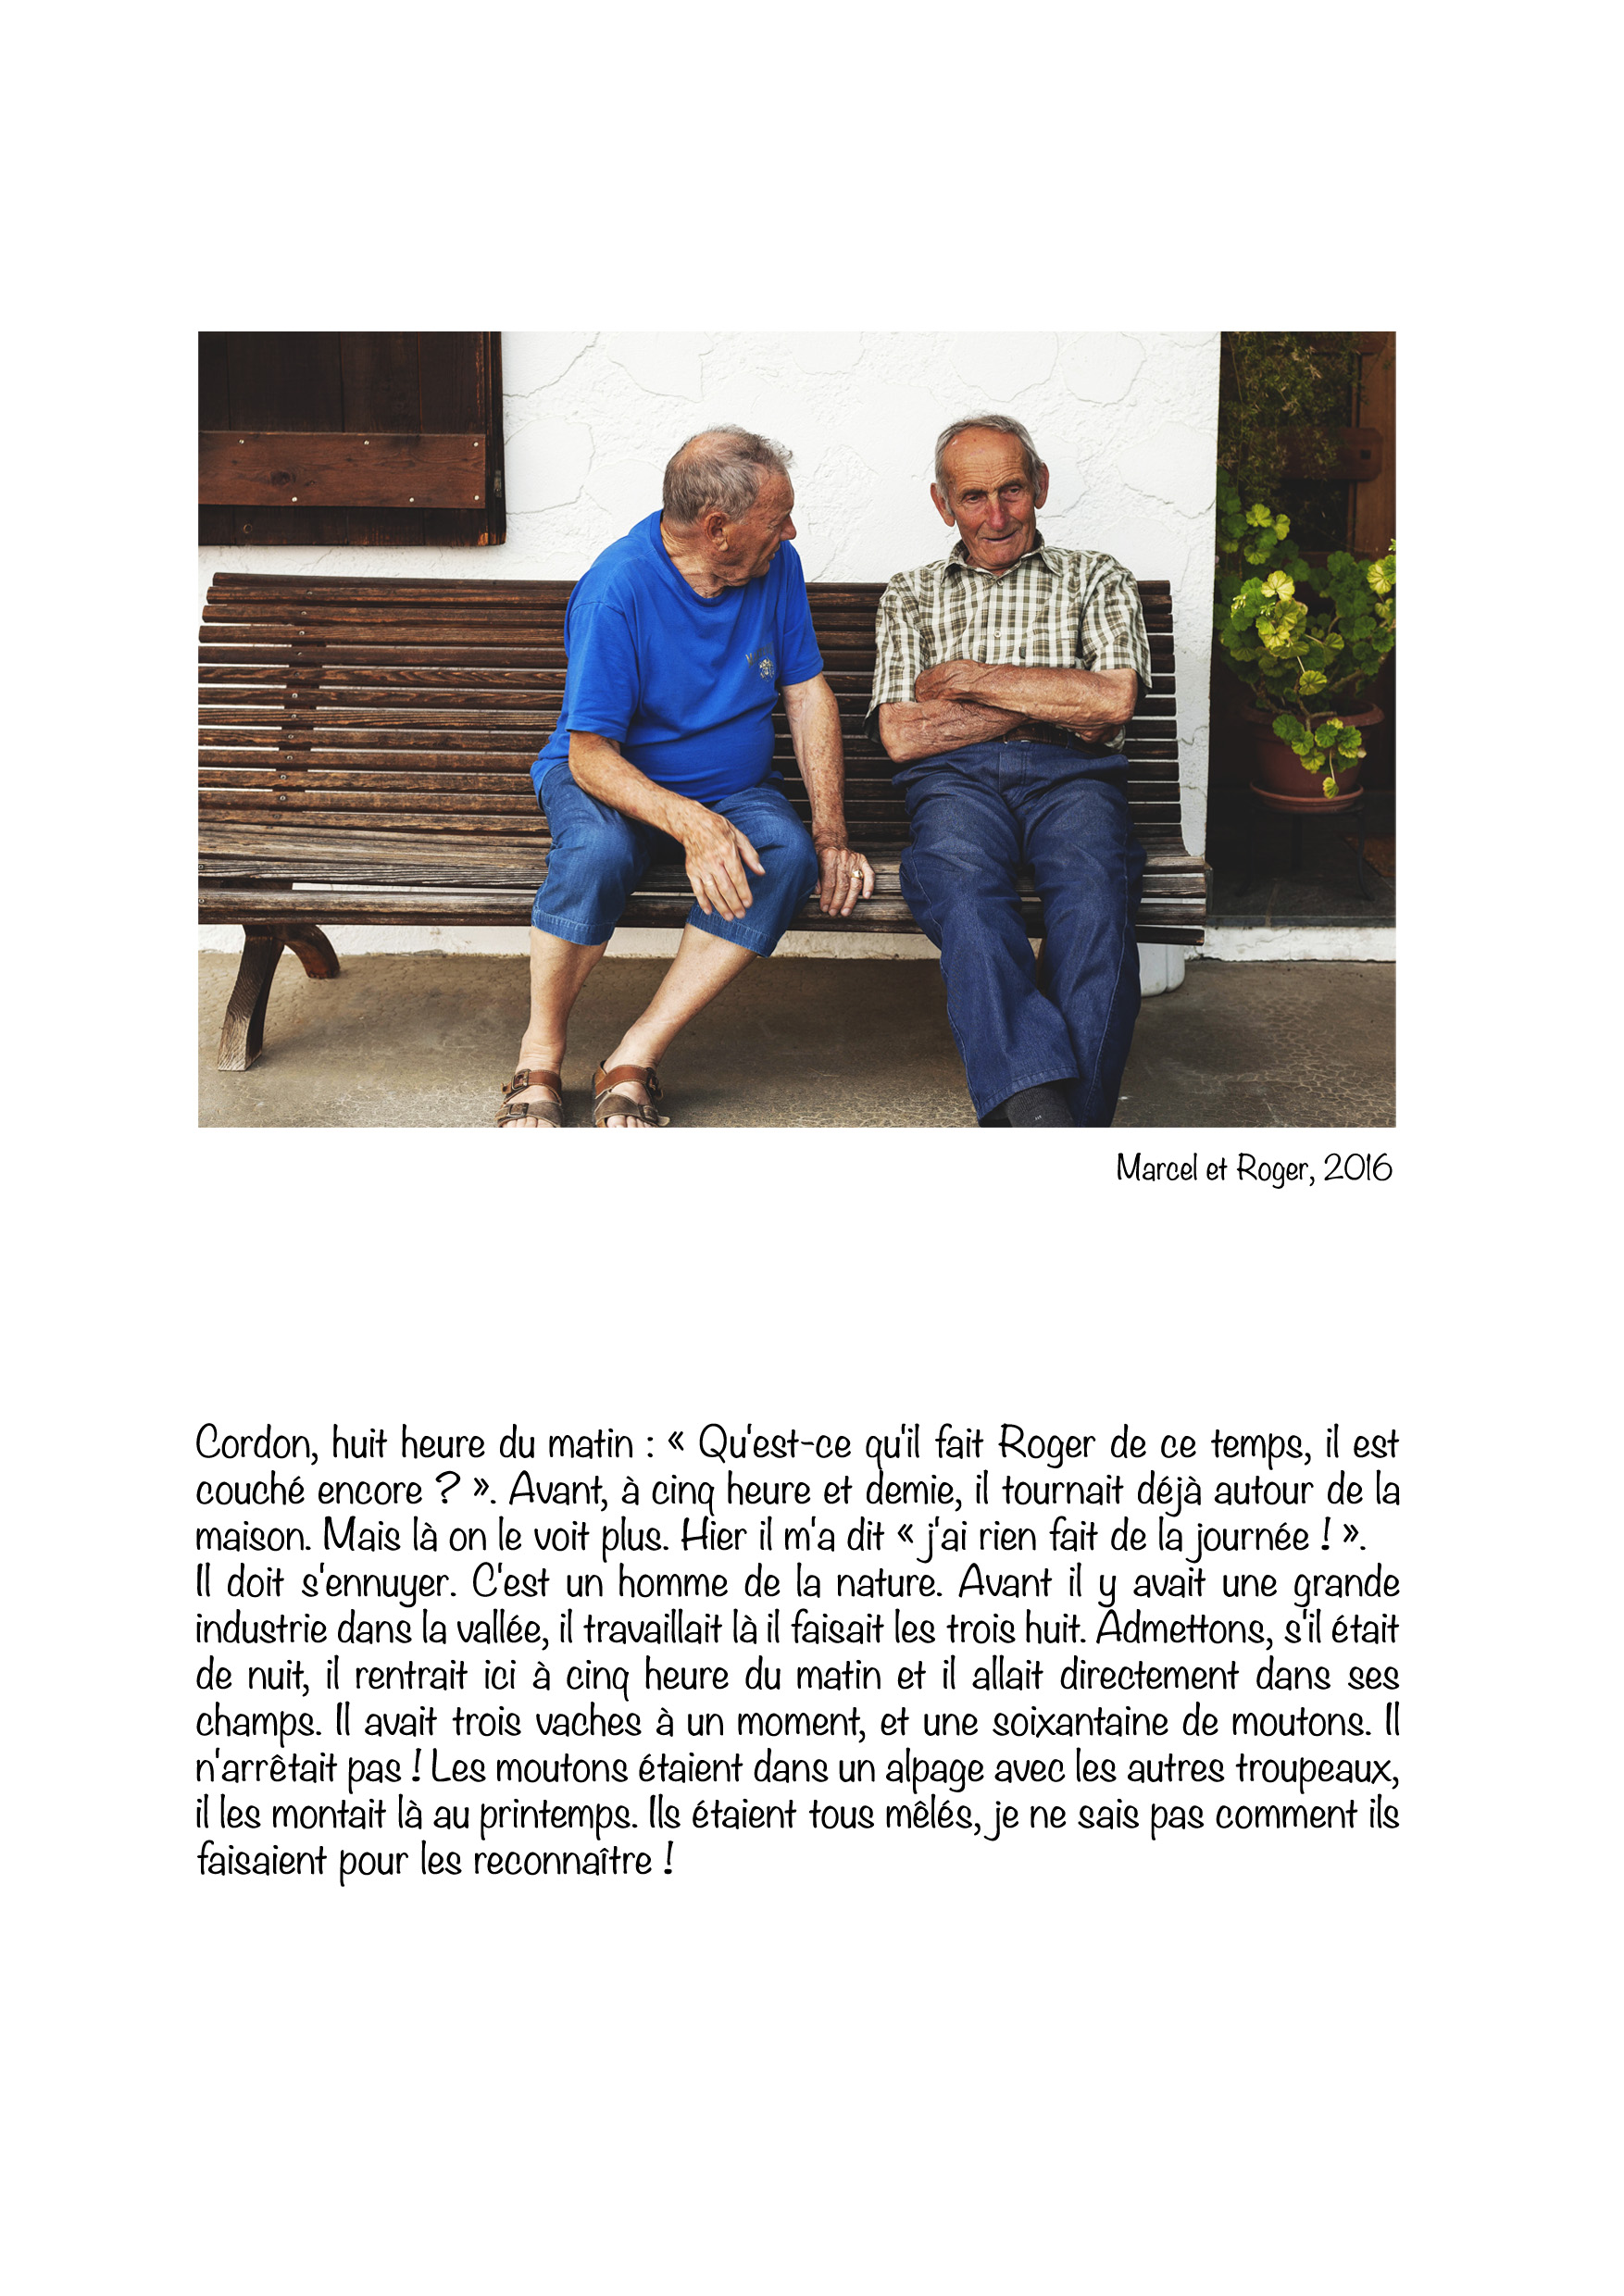 Marcel et Roger, 2016
Cordon, huit heure du matin : « Qu'est-ce qu'il fait Roger de ce temps, il est
couché encore ? ». Avant, à cinq heure et demie, il tournait déjà autour de la
maison. Mais là on le voit plus. Hier il m'a dit « j'ai rien fait de la journée ! ».
Il doit s'ennuyer. C'est un homme de la nature. Avant il y avait une grande
industrie dans la vallée, il travaillait là il faisait les trois huit. Admettons, s'il était
de nuit, il rentrait ici à cinq heure du matin et il allait directement dans ses
champs. Il avait trois vaches à un moment, et une soixantaine de moutons. Il
n'arrêtait pas ! Les moutons étaient dans un alpage avec les autres troupeaux,
il les montait là au printemps. Ils étaient tous mêlés, je ne sais pas comment ils
faisaient pour les reconnaître !